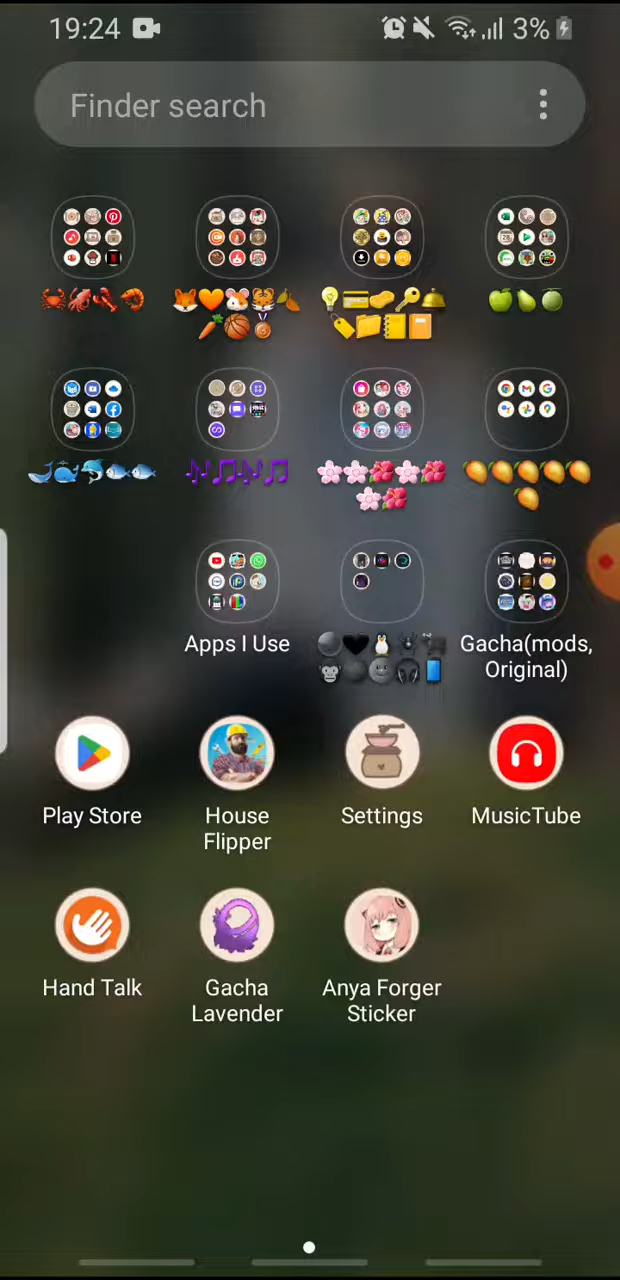 19:24
3%
Finder search
🦀🦑🦞🦐
🦊🧡🐹🐯🍂
🥕🏀🥉
💡💳🥔🔑🛎️
🏷️📁📒📔
🍏🍐🍈
🐋🐳🐬🐟🐟
🎶🎵🎶🎵
🌸🌸🌺🌸🌺
🌸🌺
🥭🥭🥭🥭🥭
🥭
Apps I Use
Gacha(mods,
Original)
Play Store
House
Flipper
Settings
MusicTube
Hand Talk
Gacha
Lavender
Anya Forger
Sticker